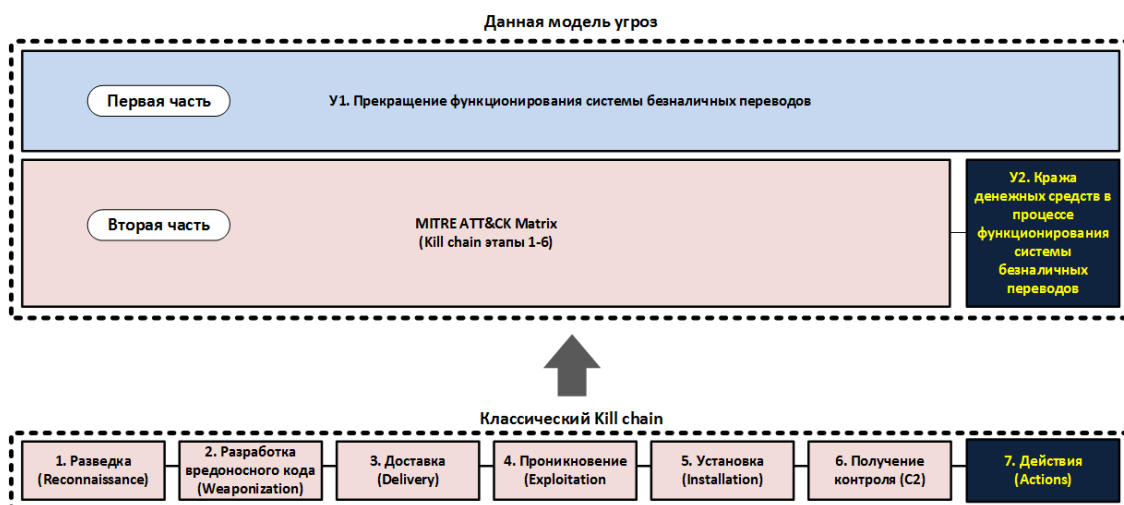 Данная модель угроз
Первая часть
У1. Прекращение функционирования системы безналичных переводов
Вторая часть
MITRE ATT&CK Matrix
(Kill chain этапы 1-6)
У2. Кража
денежных средств в
процессе
функционирования
системы
безналичных
переводов
Классический Kill chain
1. Разведка
(Reconnaissance)
2. Разработка
вредоносного кода
(Weaponization)
3. Доставка
(Delivery)
4. Проникновение
(Exploitation
5. Установка
(Installation)
6. Получение
контроля (C2)
7. Действия
(Actions)